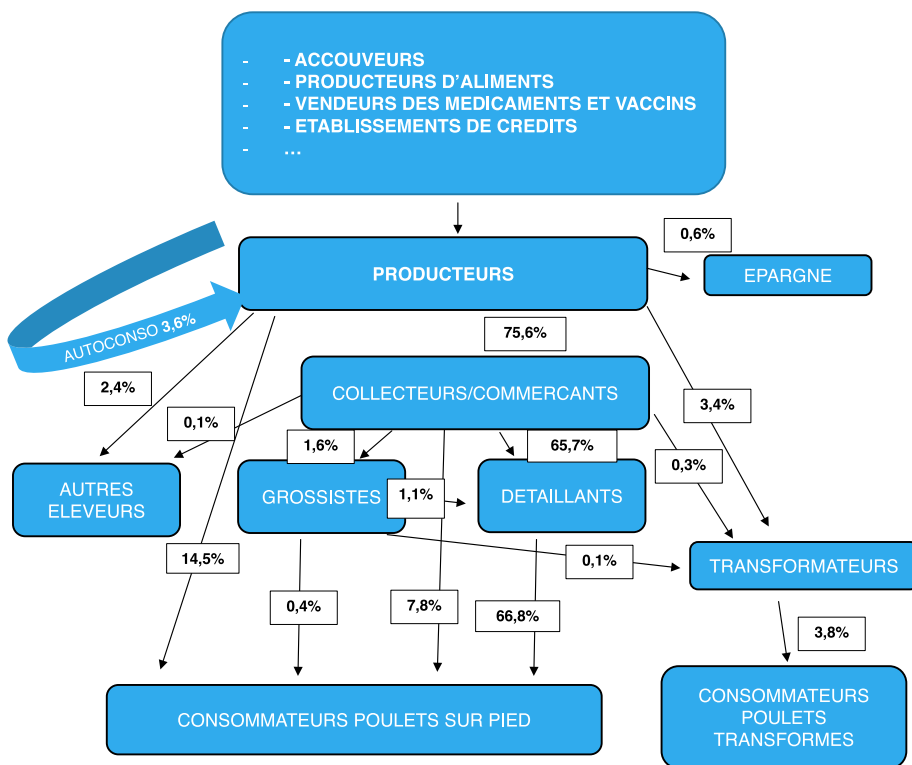 - - ACCOUVEURS
- - PRODUCTEURS D'ALIMENTS
- - VENDEURS DES MEDICAMENTS ET VACCINS
- - ETABLISSEMENTS DE CREDITS
- ...
0,6%
PRODUCTEURS
EPARGNE
AUTOCONSO 3,6%
75,6%
2,4%
COLLECTEURS/COMMERCANTS
3,4%
0,1%
1,6%
65,7%
0,3%
AUTRES
ELEVEURS
GROSSISTES
1,1%
DETAILLANTS
14,5%
0,1%
TRANSFORMATEURS
0,4%
7,8%
66,8%
3,8%
CONSOMMATEURS POULETS SUR PIED
CONSOMMATEURS
POULETS
TRANSFORMES